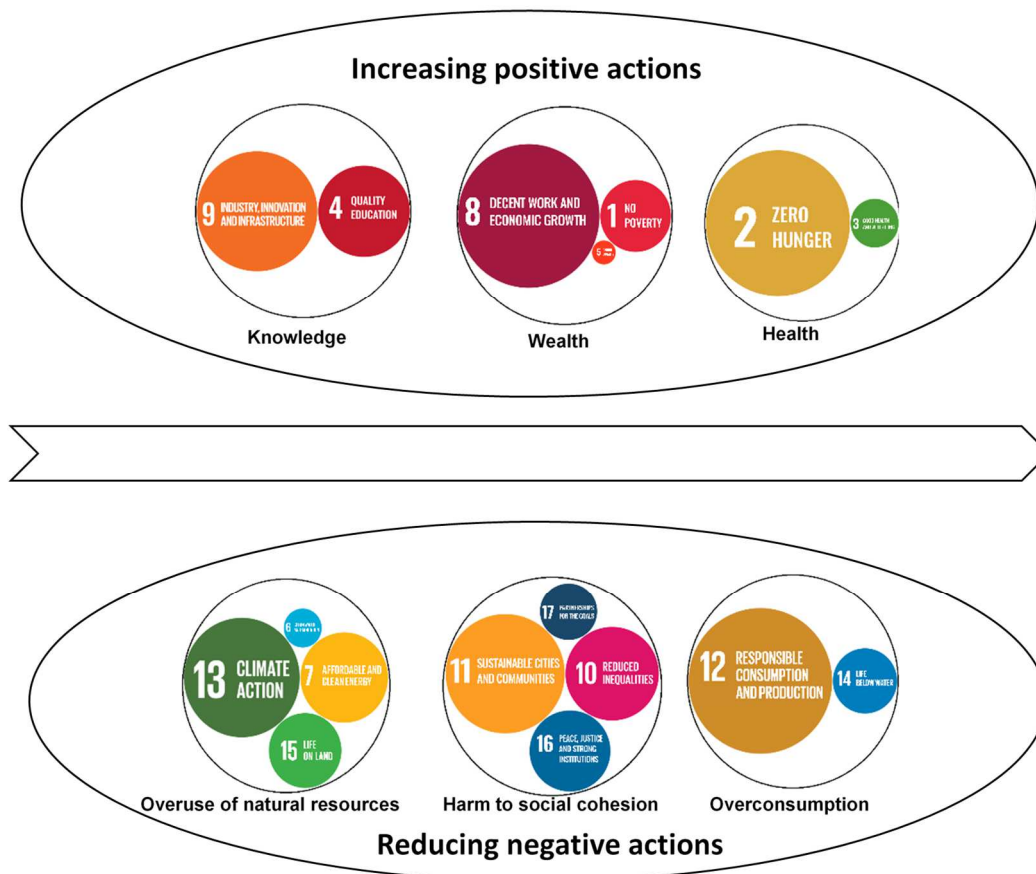 Increasing positive actions
9 INDUSTRY, INNOVATION
AND INFRASTRUCTURE
4 QUALITY
EDUCATION
Knowledge
8 DECENT WORK AND
ECONOMIC GROWTH
1 NO
POVERTY
5
Wealth
2 ZERO
HUNGER
3 GOOD HEALTH
Health
13 CLIMATE
ACTION
6
7 AFFORDABLE AND
CLEAN ENERGY
15 LIFE
ON LAND
Overuse of natural resources
17 PARTNERSHIPS
FOR THE GOALS
11 SUSTAINABLE CITIES
AND COMMUNITIES
10 REDUCED
INEQUALITIES
16 PEACE, JUSTICE
AND STRONG
INSTITUTIONS
Harm to social cohesion
12 RESPONSIBLE
CONSUMPTION
AND PRODUCTION
14 LIFE
BELOW WATER
Overconsumption
Reducing negative actions